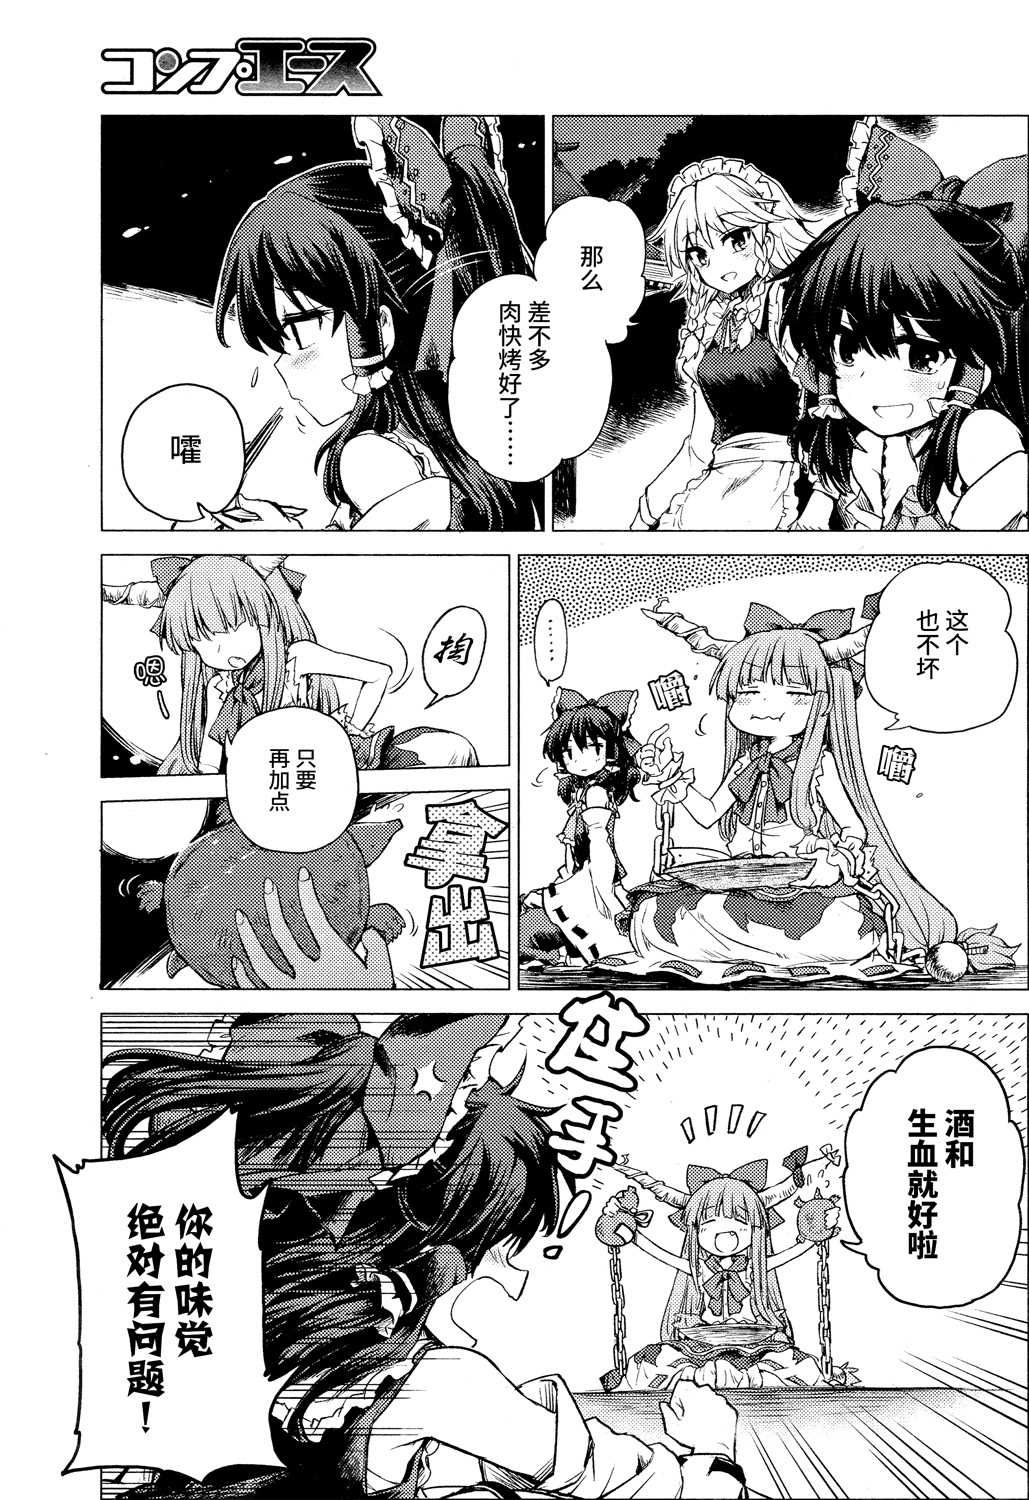 コンプ・エース
那么
差不多
肉快烤好了……
嚯
这个
也不坏
……
嚼
嚼
掏
嗯
只要
再加点
拿出
酒和
生血就好啦
住手！
你的味觉
绝对有问题！